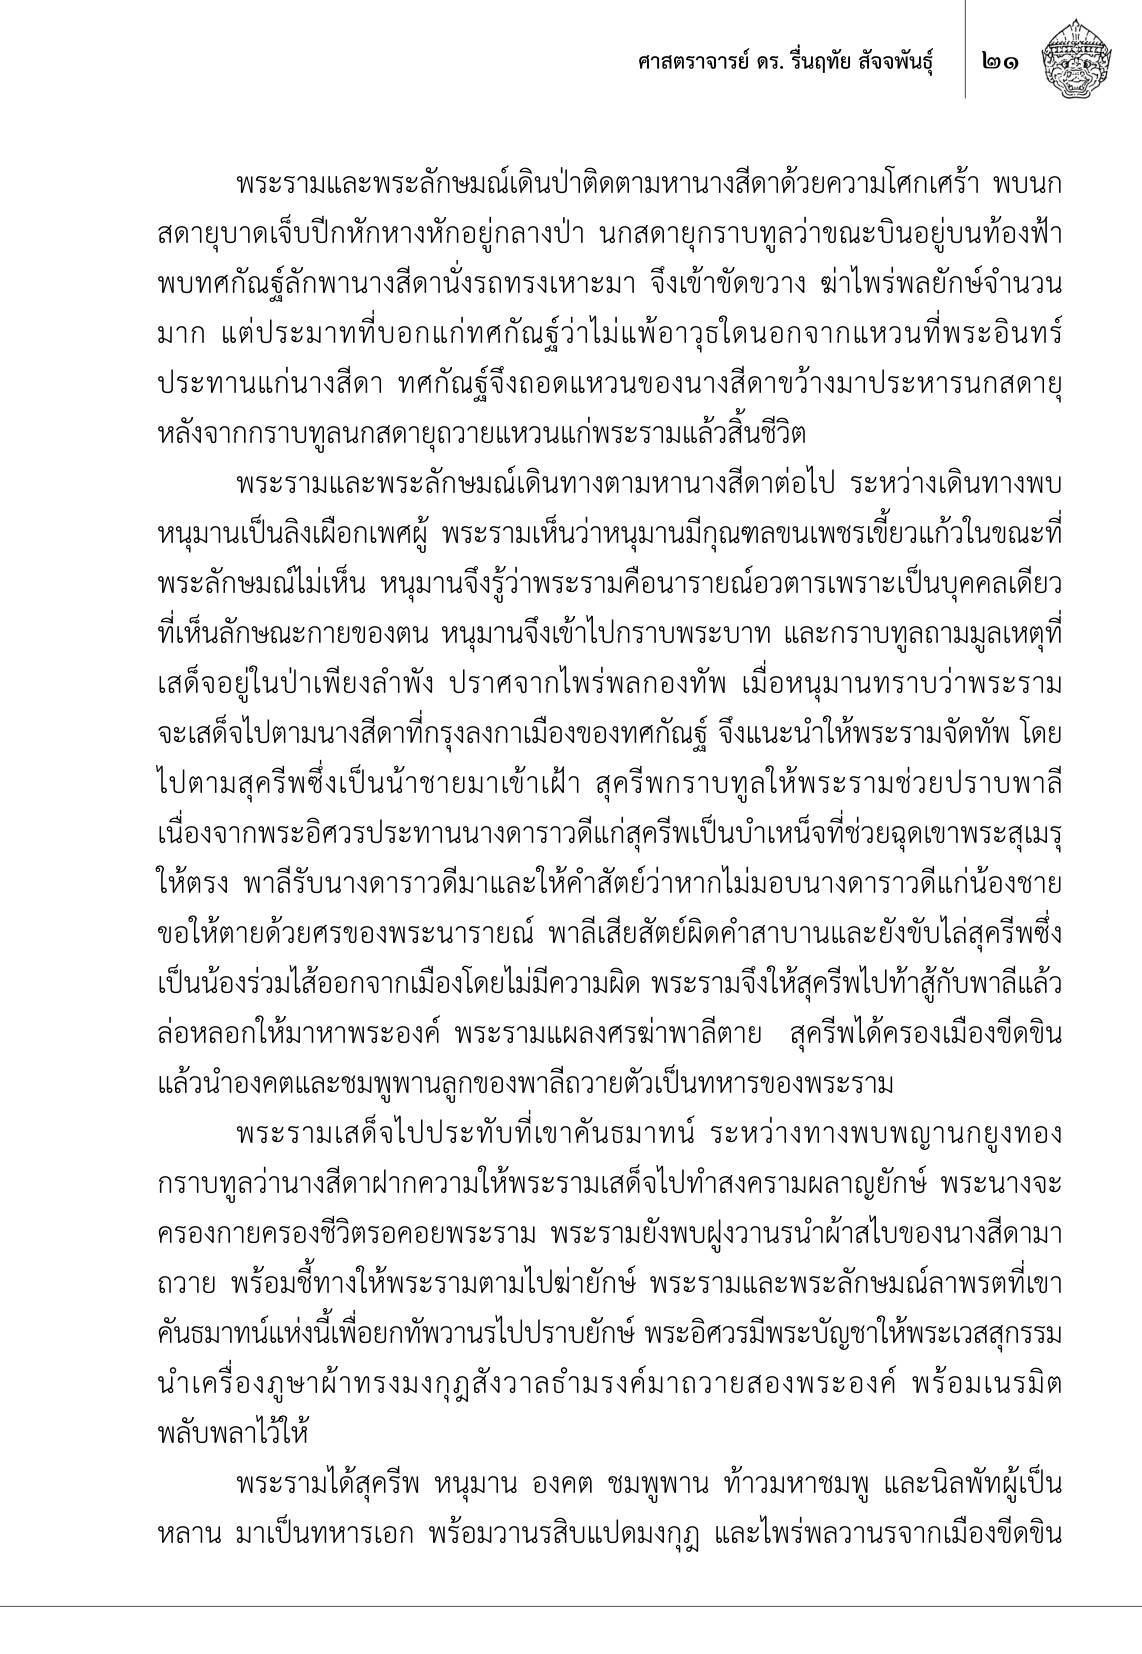 ศาสตราจารย์ ดร. รื่นฤทัย สัจจพันธุ์ ๒๑
พระรามและพระลักษมณ์เดินป่าติดตามหานางสีดาด้วยความโศกเศร้า พบนก
สดายุบาดเจ็บปีกหักหางหักอยู่กลางป่า นกสดายุกราบทูลว่าขณะบินอยู่บนท้องฟ้า
พบทศกัณฐ์ลักพานางสีดานั่งรถทรงเหาะมา จึงเข้าขัดขวาง ฆ่าไพร่พลยักษ์จำนวน
มาก แต่ประมาทที่บอกแก่ทศกัณฐ์ว่าไม่แพ้อาวุธใดนอกจากแหวนที่พระอินทร์
ประทานแก่นางสีดา ทศกัณฐ์จึงถอดแหวนของนางสีดาขว้างมาประหารนกสดายุ
หลังจากกราบทูลนกสดายุถวายแหวนแก่พระรามแล้วสิ้นชีวิต
พระรามและพระลักษมณ์เดินทางตามหานางสีดาต่อไป ระหว่างเดินทางพบ
หนุมานเป็นลิงเผือกเพศผู้ พระรามเห็นว่าหนุมานมีกุณฑลขนเพชรเขี้ยวแก้วในขณะที่
พระลักษมณ์ไม่เห็น หนุมานจึงรู้ว่าพระรามคือนารายณ์อวตารเพราะเป็นบุคคลเดียว
ที่เห็นลักษณะกายของตน หนุมานจึงเข้าไปกราบพระบาท และกราบทูลถามมูลเหตุที่
เสด็จอยู่ในป่าเพียงลำพัง ปราศจากไพร่พลกองทัพ เมื่อหนุมานทราบว่าพระราม
จะเสด็จไปตามนางสีดาที่กรุงลงกาเมืองของทศกัณฐ์ จึงแนะนำให้พระรามจัดทัพ โดย
ไปตามสุครีพซึ่งเป็นน้าชายมาเข้าเฝ้า สุครีพกราบทูลให้พระรามช่วยปราบพาลี
เนื่องจากพระอิศวรประทานนางดาราวดีแก่สุครีพเป็นบำเหน็จที่ช่วยฉุดเขาพระสุเมรุ
ให้ตรง พาลีรับนางดาราวดีมาและให้คำสัตย์ว่าหากไม่มอบนางดาราวดีแก่น้องชาย
ขอให้ตายด้วยศรของพระนารายณ์ พาลีเสียสัตย์ผิดคำสาบานและยังขับไล่สุครีพซึ่ง
เป็นน้องร่วมไส้ออกจากเมืองโดยไม่มีความผิด พระรามจึงให้สุครีพไปท้าสู้กับพาลีแล้ว
ล่อหลอกให้มาหาพระองค์ พระรามแผลงศรฆ่าพาลีตาย สุครีพได้ครองเมืองขีดขิน
แล้วนำองคตและชมพูพานลูกของพาลีถวายตัวเป็นทหารของพระราม
พระรามเสด็จไปประทับที่เขาคันธมาทน์ ระหว่างทางพบพญานกยูงทอง
กราบทูลว่านางสีดาฝากความให้พระรามเสด็จไปทำสงครามผลาญยักษ์ พระนางจะ
ครองกายครองชีวิตรอคอยพระราม พระรามยังพบฝูงวานรนำผ้าสไบของนางสีดามา
ถวาย พร้อมชี้ทางให้พระรามตามไปฆ่ายักษ์ พระรามและพระลักษมณ์ลาพรตที่เขา
คันธมาทน์แห่งนี้เพื่อยกทัพวานรไปปราบยักษ์ พระอิศวรมีพระบัญชาให้พระเวสสุกรรม
นำเครื่องภูษาผ้าทรงมงกุฎสังวาลธำมรงค์มาถวายสองพระองค์ พร้อมเนรมิต
พลับพลาไว้ให้
พระรามได้สุครีพ หนุมาน องคต ชมพูพาน ท้าวมหาชมพู และนิลพัทผู้เป็น
หลาน มาเป็นทหารเอก พร้อมวานรสิบแปดมงกุฎ และไพร่พลวานรจากเมืองขีดขิน